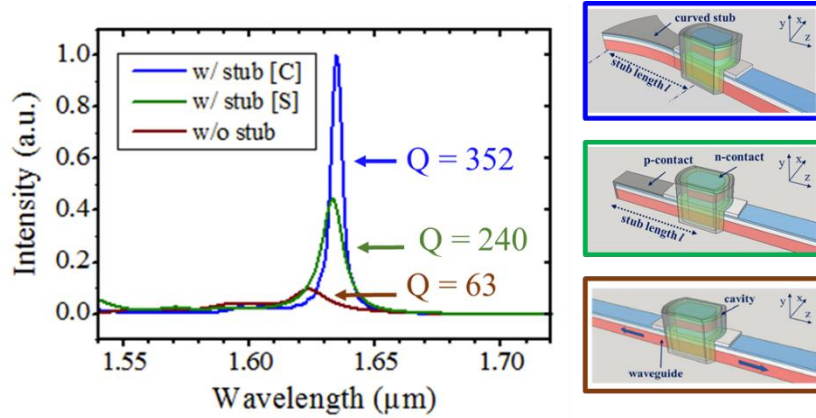 Intensity (a.u.)
1.0
0.8
0.6
0.4
0.2
0.0
w/ stub [C]
w/ stub [S]
w/o stub
Q = 352
Q = 240
Q = 63
1.55
1.60
1.65
1.70
Wavelength (µm)
curved stub
stub length l
y
x
z
p-contact
n-contact
stub length l
y
x
z
cavity
waveguide
y
x
z